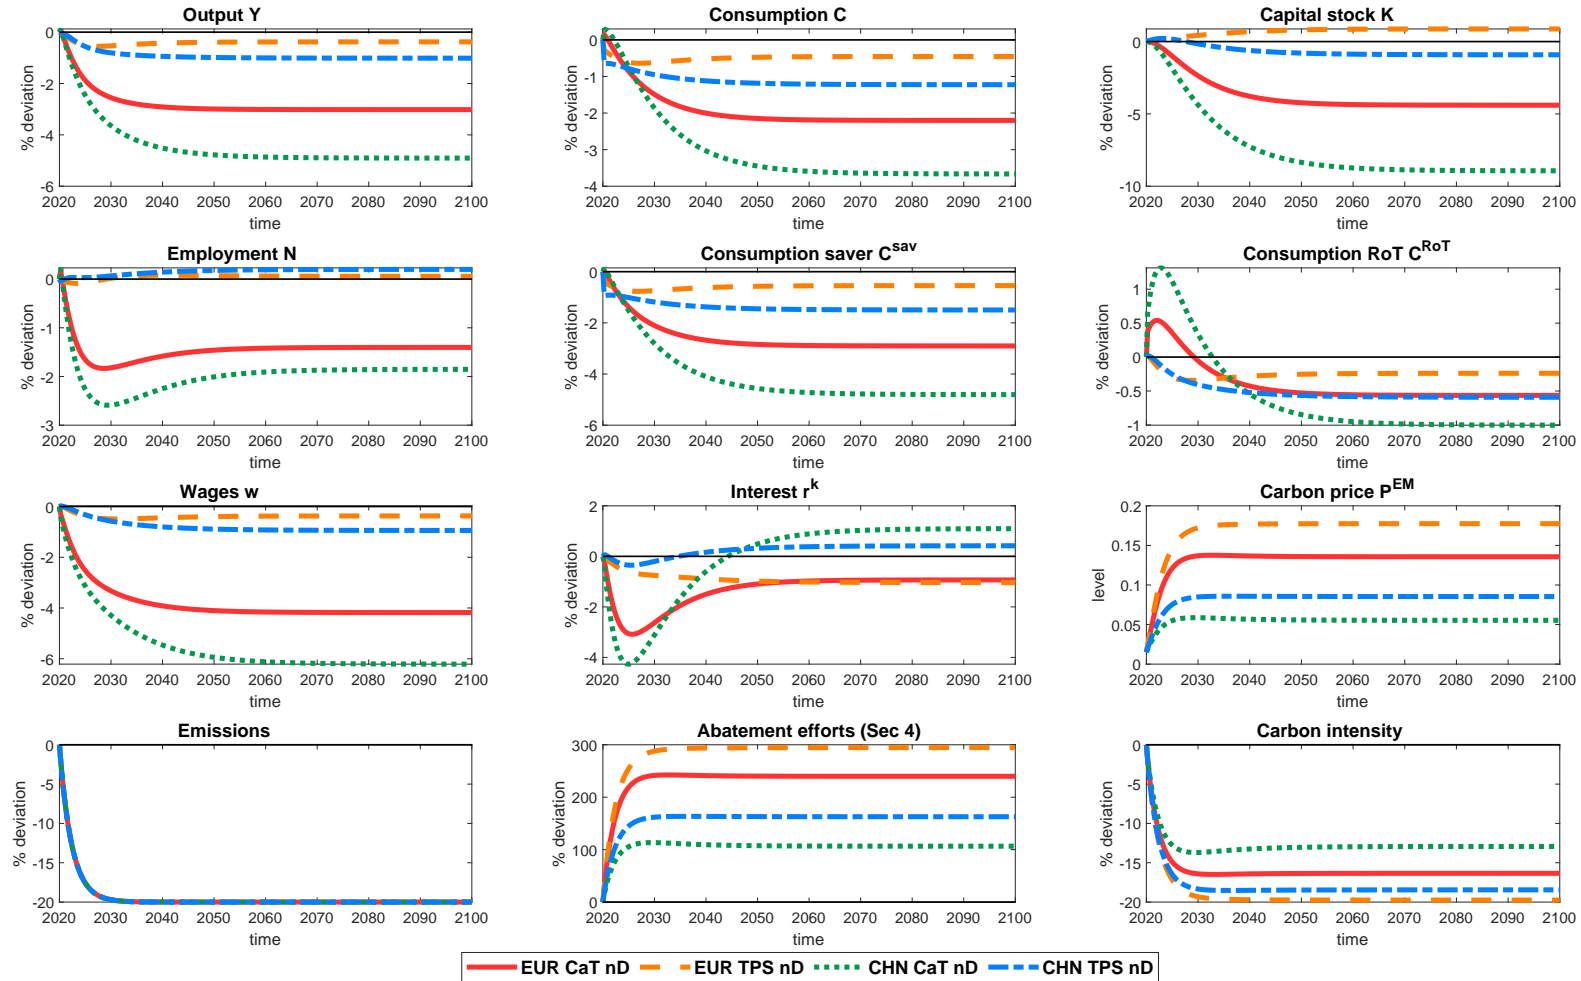 Output Y
Consumption C
Capital stock K
% deviation
0
-2
-4
-6
2020 2030 2040 2050 2060 2070 2080 2090 2100
time
% deviation
0
-1
-2
-3
-4
2020 2030 2040 2050 2060 2070 2080 2090 2100
time
% deviation
0
-5
-10
2020 2030 2040 2050 2060 2070 2080 2090 2100
time
Employment N
Consumption saver C^sav
Consumption RoT C^RoT
% deviation
0
-1
-2
-3
2020 2030 2040 2050 2060 2070 2080 2090 2100
time
% deviation
0
-2
-4
-6
2020 2030 2040 2050 2060 2070 2080 2090 2100
time
% deviation
1
0.5
0
-0.5
-1
2020 2030 2040 2050 2060 2070 2080 2090 2100
time
Wages w
Interest r^k
Carbon price P^EM
% deviation
0
-2
-4
-6
2020 2030 2040 2050 2060 2070 2080 2090 2100
time
% deviation
2
0
-2
-4
2020 2030 2040 2050 2060 2070 2080 2090 2100
time
level
0.2
0.15
0.1
0.05
0
2020 2030 2040 2050 2060 2070 2080 2090 2100
time
Emissions
Abatement efforts (Sec 4)
Carbon intensity
% deviation
0
-5
-10
-15
-20
2020 2030 2040 2050 2060 2070 2080 2090 2100
time
% deviation
300
200
100
0
2020 2030 2040 2050 2060 2070 2080 2090 2100
time
% deviation
0
-5
-10
-15
-20
2020 2030 2040 2050 2060 2070 2080 2090 2100
time
EUR CaT nD EUR TPS nD CHN CaT nD CHN TPS nD